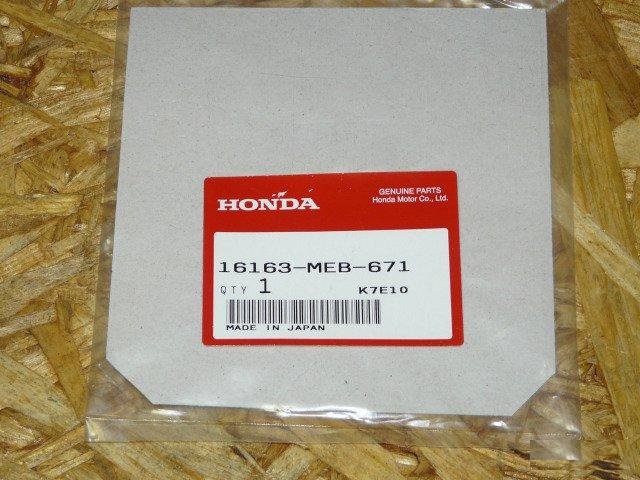 HONDA
GENUINE PARTS
Honda Motor Co., Ltd.
16163-MEB-671
QTY 1 K7E10
MADE IN JAPAN